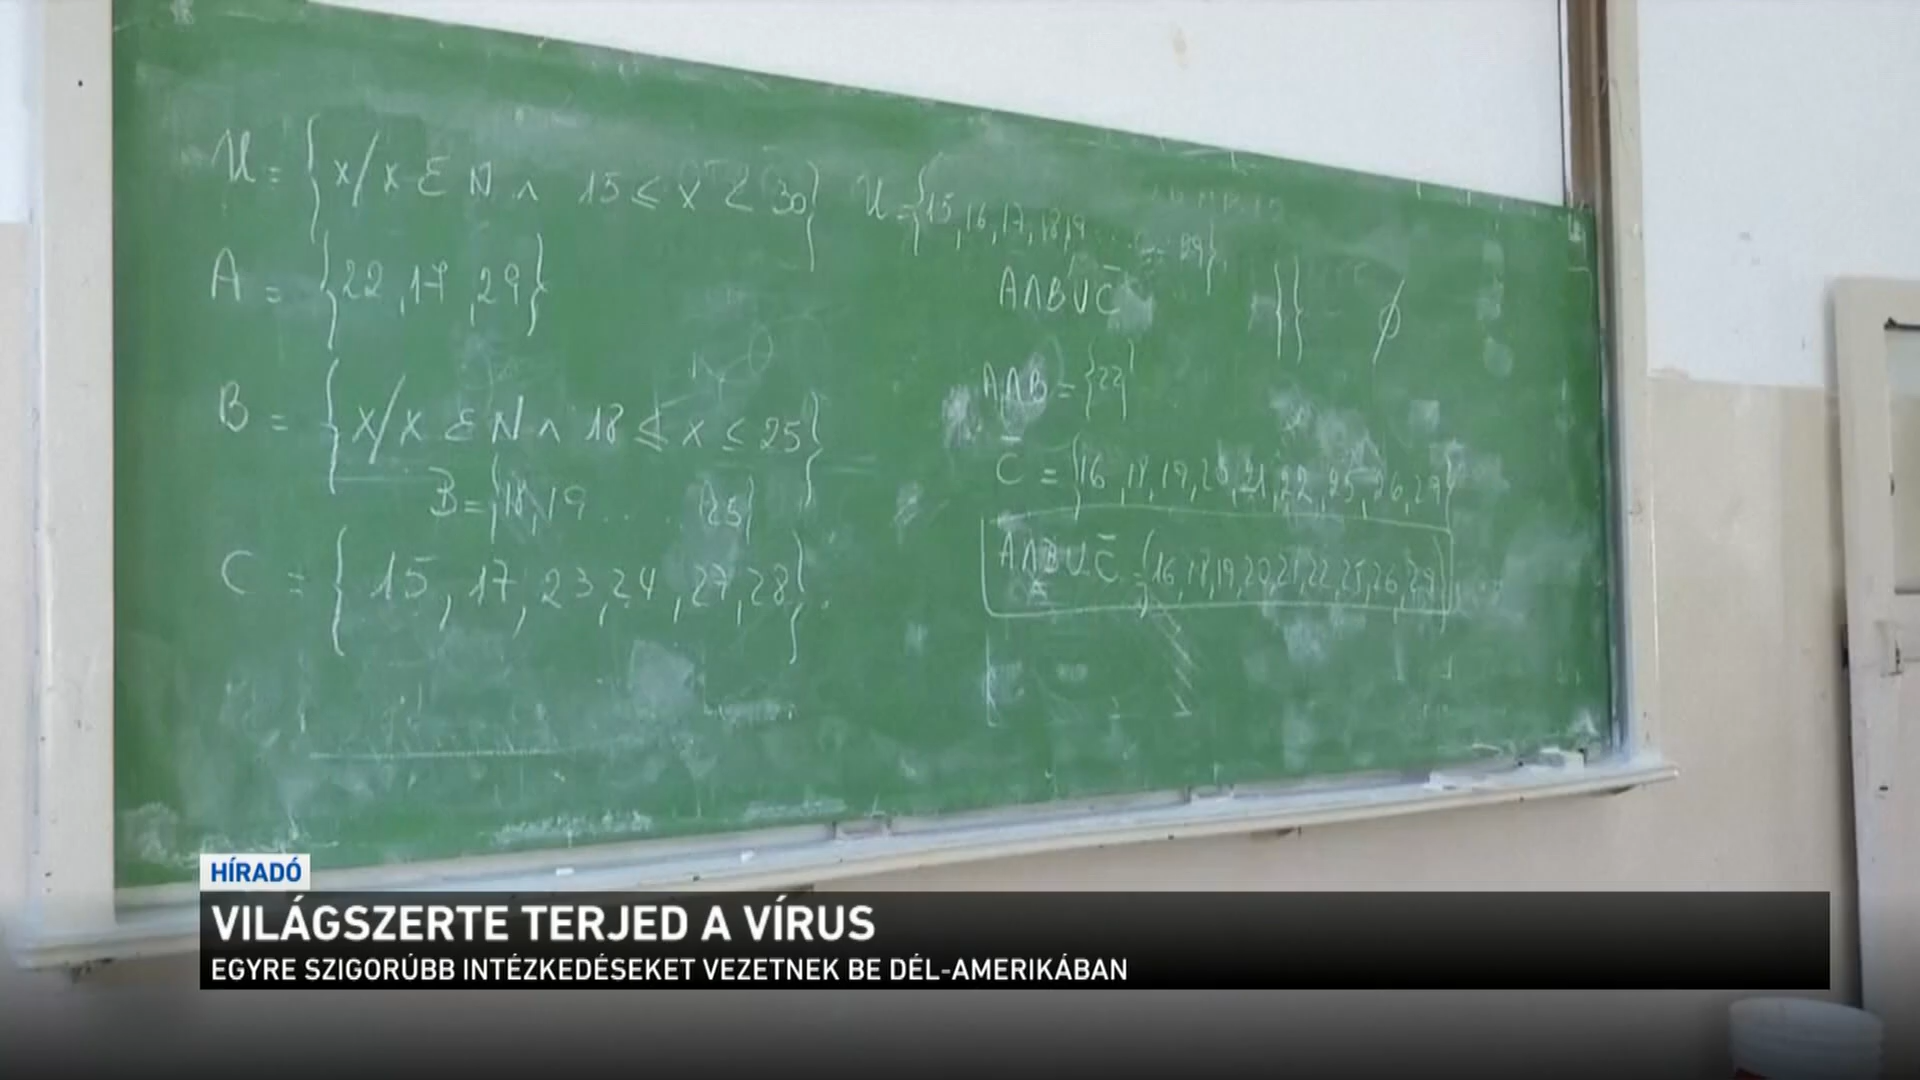 U = {x/x ∈ N ∧ 15 ≤ x < 30}
U = {15,16,17,18,19 ..... 29}
A = {22,17,29}
A∩B∪C̅
}{
∅
B = {x/x ∈ N ∧ 18 ≤ x ≤ 25}
A∩B = {22}
B = {18,19 .... 25}
C̅ = {16,18,19,20,21,22,25,26,29}
C = {15,17,23,24,27,28}.
A∩B∪C̅ = {16,18,19,20,21,22,25,26,29}
HÍRADÓ
VILÁGSZERTE TERJED A VÍRUS
EGYRE SZIGORÚBB INTÉZKEDÉSEKET VEZETNEK BE DÉL-AMERIKÁBAN